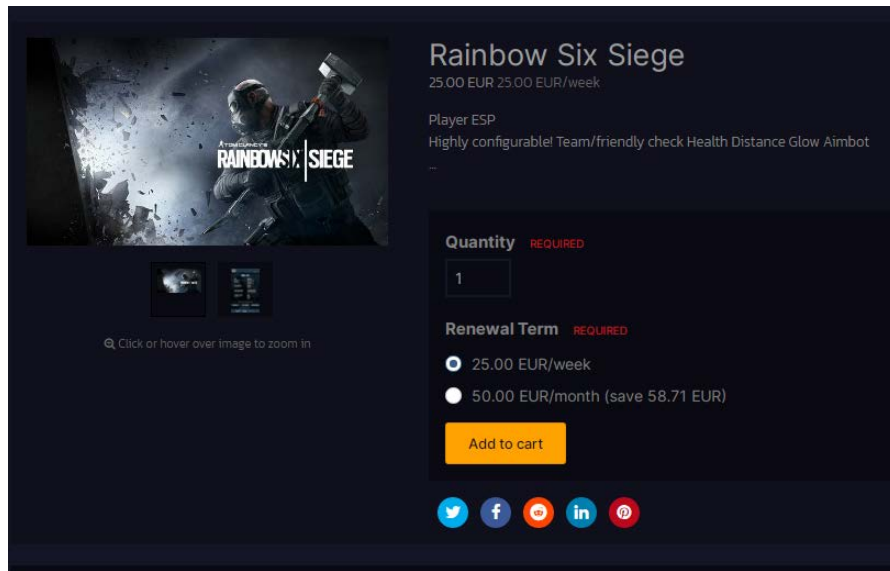 Rainbow Six Siege
25.00 EUR 25.00 EUR/week
Player ESP
Highly configurable! Team/friendly check Health Distance Glow Aimbot
...
TOM CLANCY'S
RAINBOWSIX | SIEGE
Click or hover over image to zoom in
Quantity REQUIRED
1
Renewal Term REQUIRED
25.00 EUR/week
50.00 EUR/month (save 58.71 EUR)
Add to cart